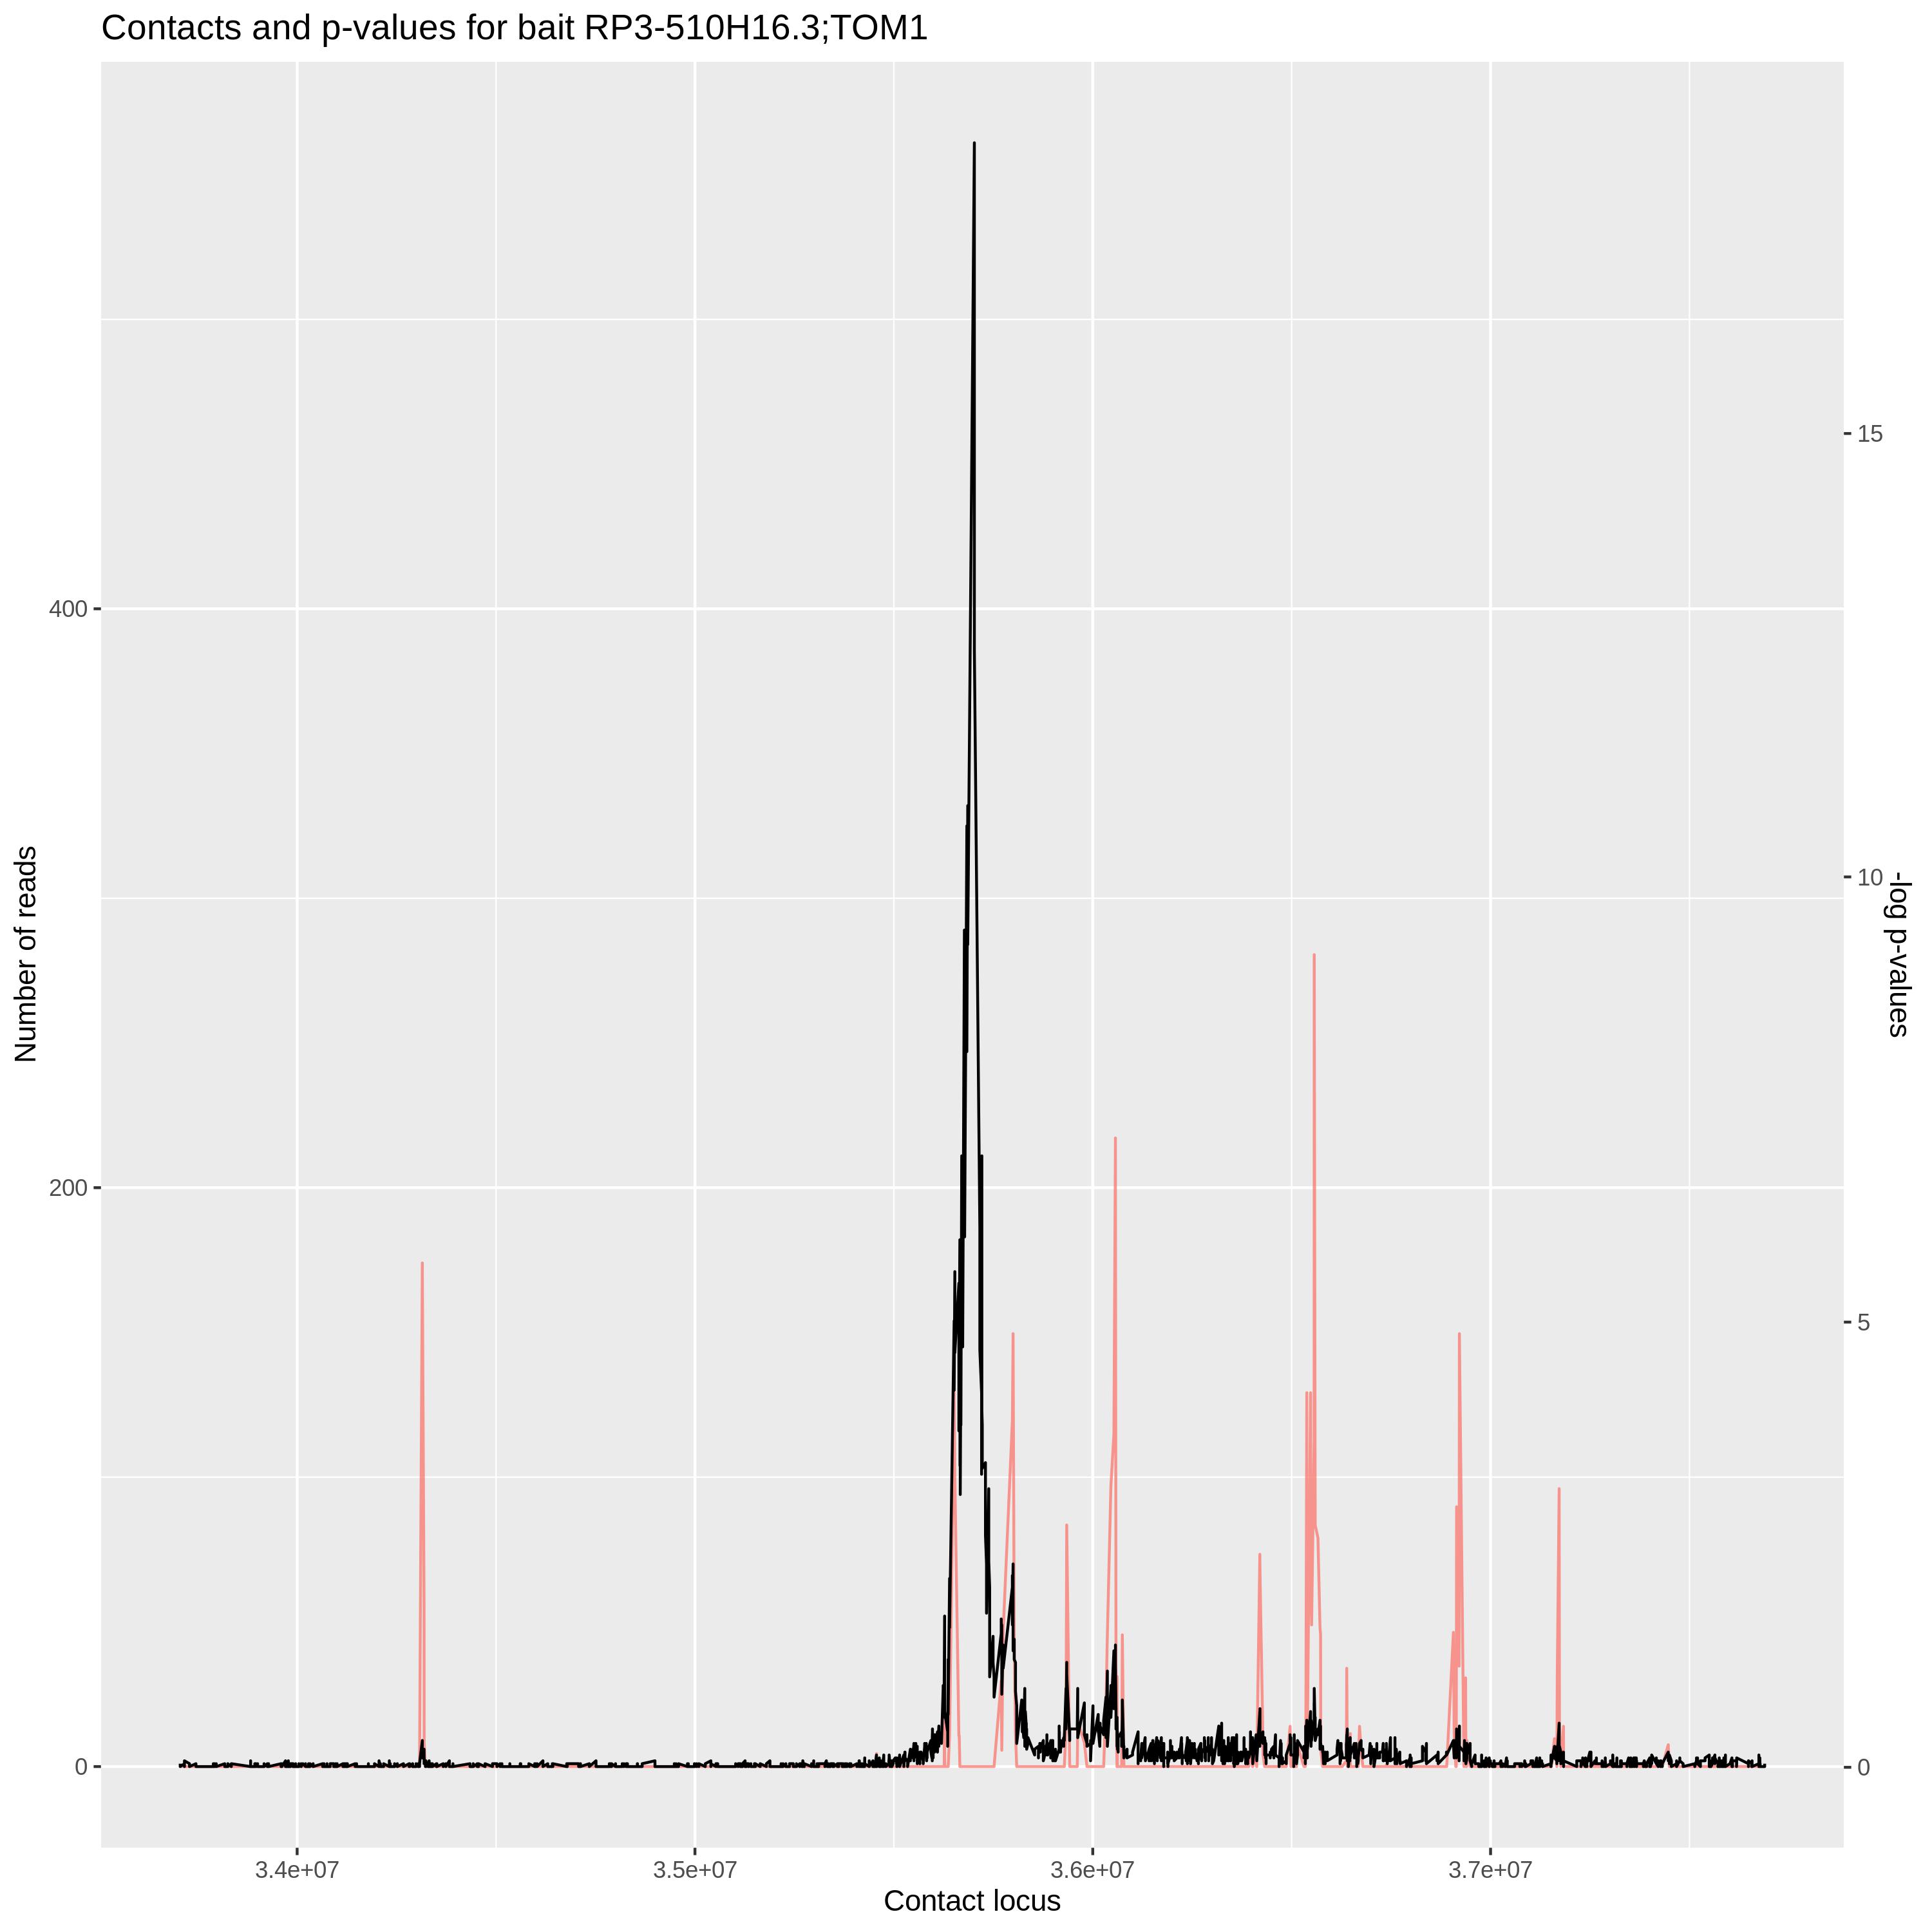 Contacts and p-values for bait RP3-510H16.3;TOM1
Number of reads
400
200
0
15
10
5
0
-log p-values
3.4e+07
3.5e+07
3.6e+07
3.7e+07
Contact locus